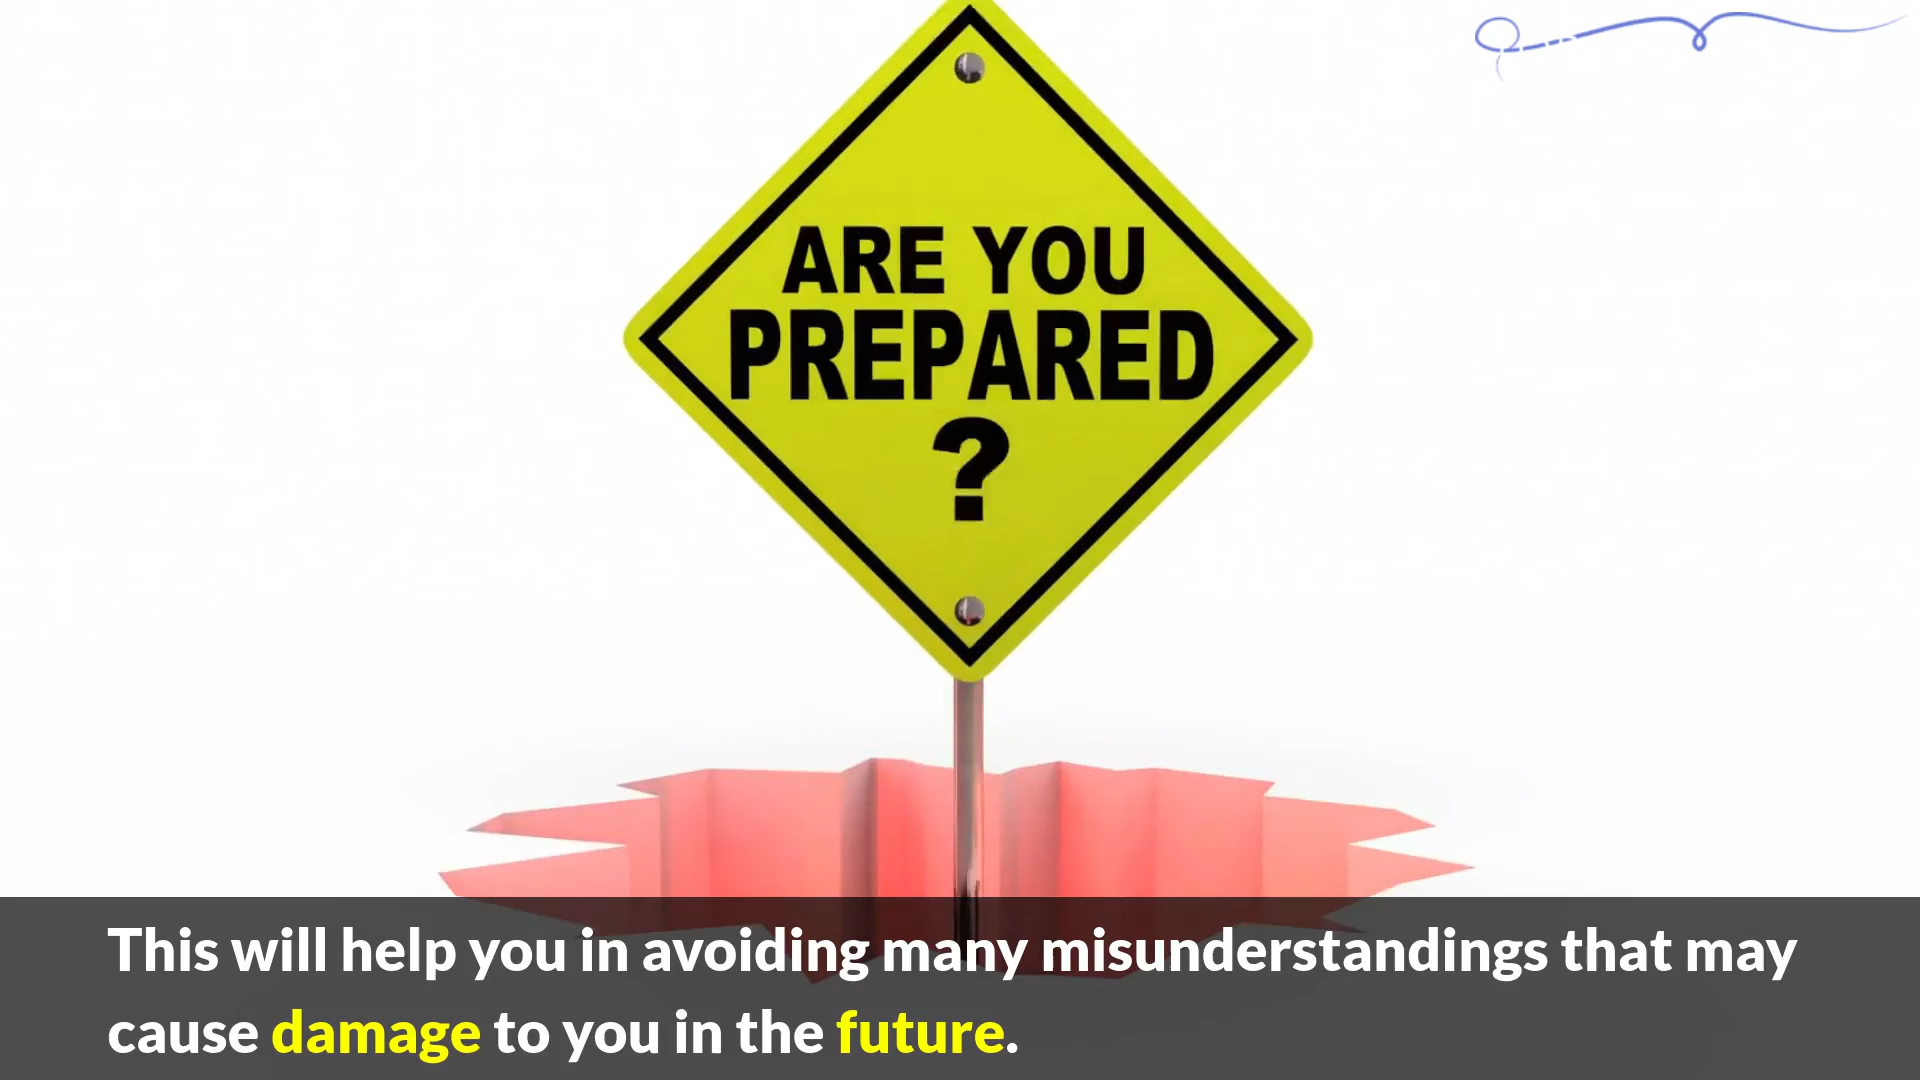 ARE YOU
PREPARED
?
This will help you in avoiding many misunderstandings that may
cause damage to you in the future.